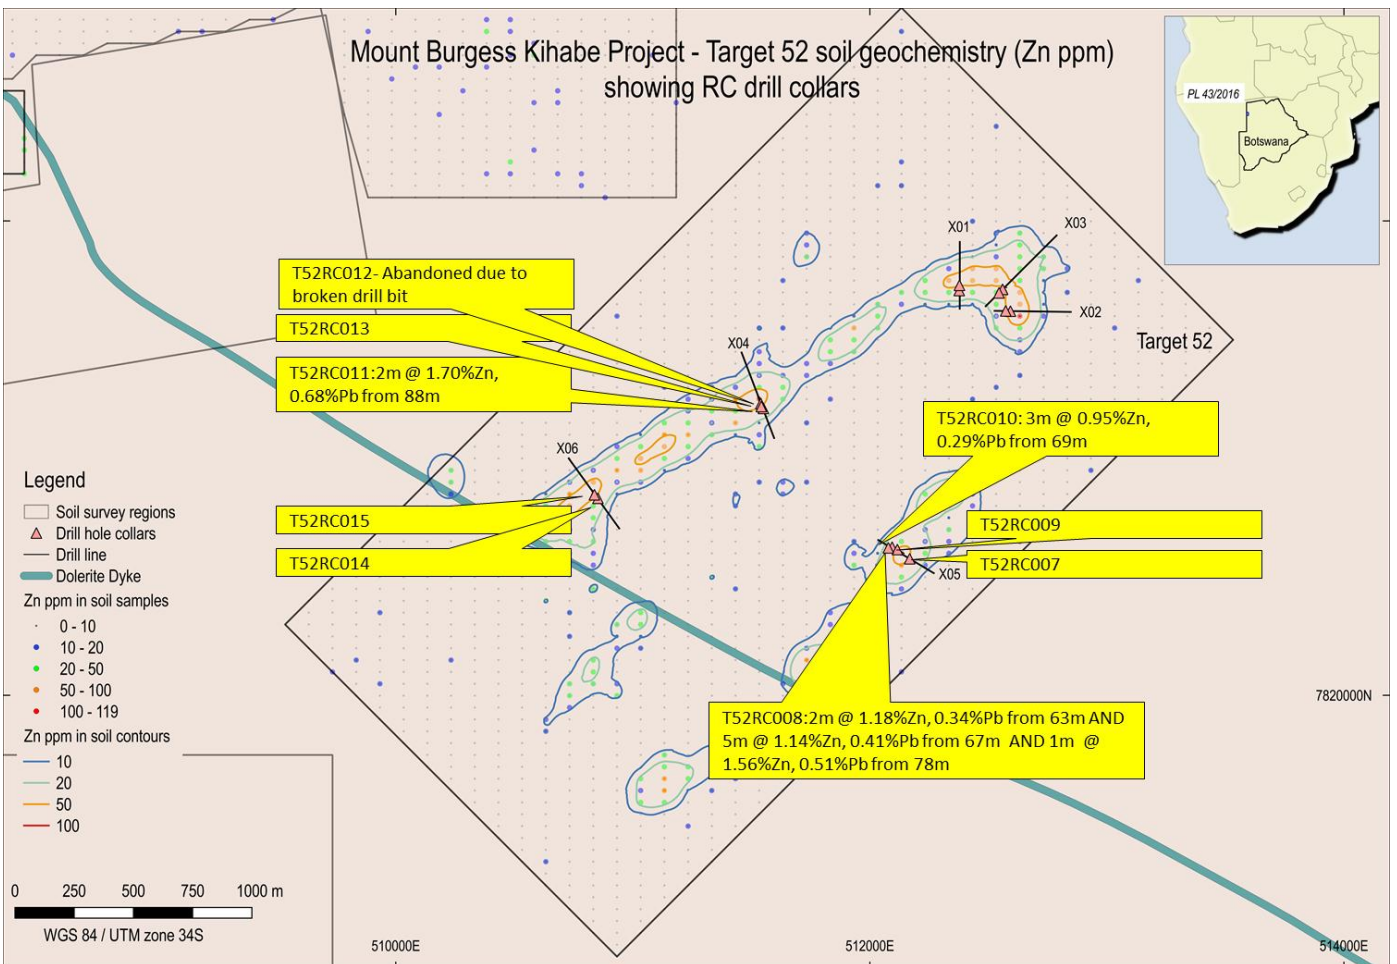 Mount Burgess Kihabe Project - Target 52 soil geochemistry (Zn ppm)
showing RC drill collars
PL 43/2016
Botswana
X01
X03
X02
Target 52
T52RC012- Abandoned due to
broken drill bit
T52RC013
T52RC011:2m @ 1.70%Zn,
0.68%Pb from 88m
X04
X06
T52RC010: 3m @ 0.95%Zn,
0.29%Pb from 69m
T52RC015
T52RC014
T52RC009
T52RC007
X05
T52RC008:2m @ 1.18%Zn, 0.34%Pb from 63m AND
5m @ 1.14%Zn, 0.41%Pb from 67m AND 1m @
1.56%Zn, 0.51%Pb from 78m
7820000N
Legend
Soil survey regions
Drill hole collars
Drill line
Dolerite Dyke
Zn ppm in soil samples
0 - 10
10 - 20
20 - 50
50 - 100
100 - 119
Zn ppm in soil contours
10
20
50
100
0 250 500 750 1000 m
WGS 84 / UTM zone 34S
510000E
512000E
514000E